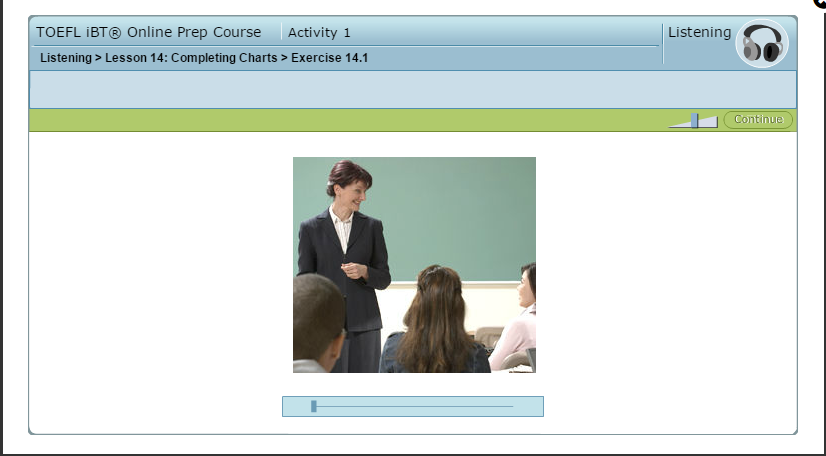 TOEFL iBT® Online Prep Course Activity 1 Listening
Listening > Lesson 14: Completing Charts > Exercise 14.1
Continue